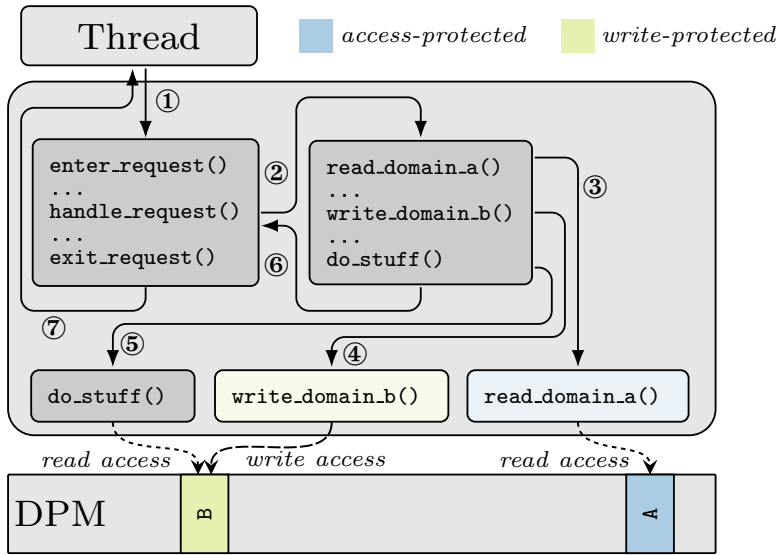 Thread
access-protected
write-protected
①
enter_request()
...
handle_request()
...
exit_request()
②
read_domain_a()
...
write_domain_b()
...
do_stuff()
③
⑥
⑦
⑤
④
do_stuff()
write_domain_b()
read_domain_a()
read access
write access
read access
DPM
B
A